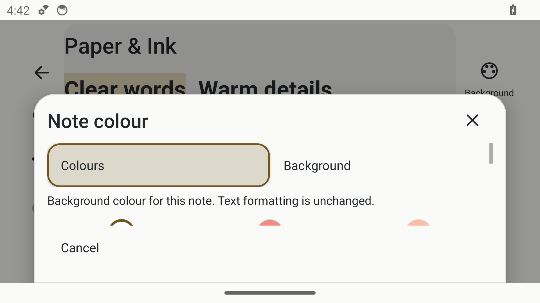 4:42
Paper & Ink
Clear words Warm details
Background
Note colour
Colours
Background
Background colour for this note. Text formatting is unchanged.
Cancel